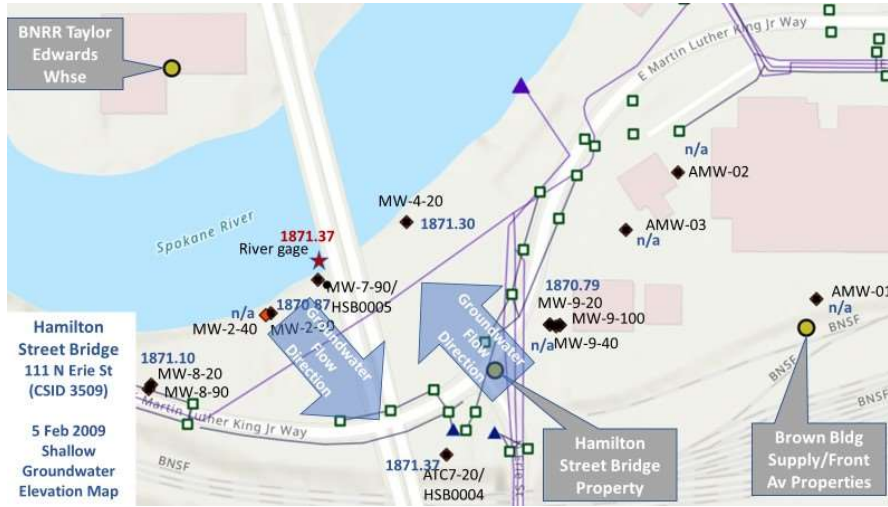 BNRR Taylor
Edwards
Whse
E Martin Luther King Jr Way
n/a
AMW-02
MW-4-20
1871.30
AMW-03
n/a
Spokane River
1871.37
River gage
MW-7-90/
HSB0005
n/a
1870.87
MW-2-40
1870.79
MW-9-20
MW-9-100
n/a
MW-9-40
AMW-01
n/a
BNSF
BNSF
BNSF
BNSF
Groundwater
Flow
Direction
Groundwater
Flow
Direction
1871.10
MW-8-20
MW-8-90
Martin Luther King Jr Way
BNSF
1871.37
ATC7-20/
HSB0004
Hamilton
Street Bridge
111 N Erie St
(CSID 3509)
5 Feb 2009
Shallow
Groundwater
Elevation Map
Hamilton
Street Bridge
Property
Brown Bldg
Supply/Front
Av Properties